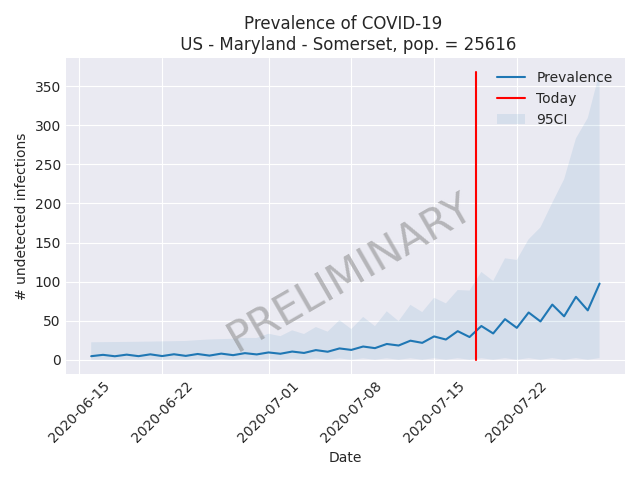 Prevalence of COVID-19
US - Maryland - Somerset, pop. = 25616
Prevalence
Today
95CI
PRELIMINARY
# undetected infections
350
300
250
200
150
100
50
0
2020-06-15
2020-06-22
2020-07-01
2020-07-08
2020-07-15
2020-07-22
Date